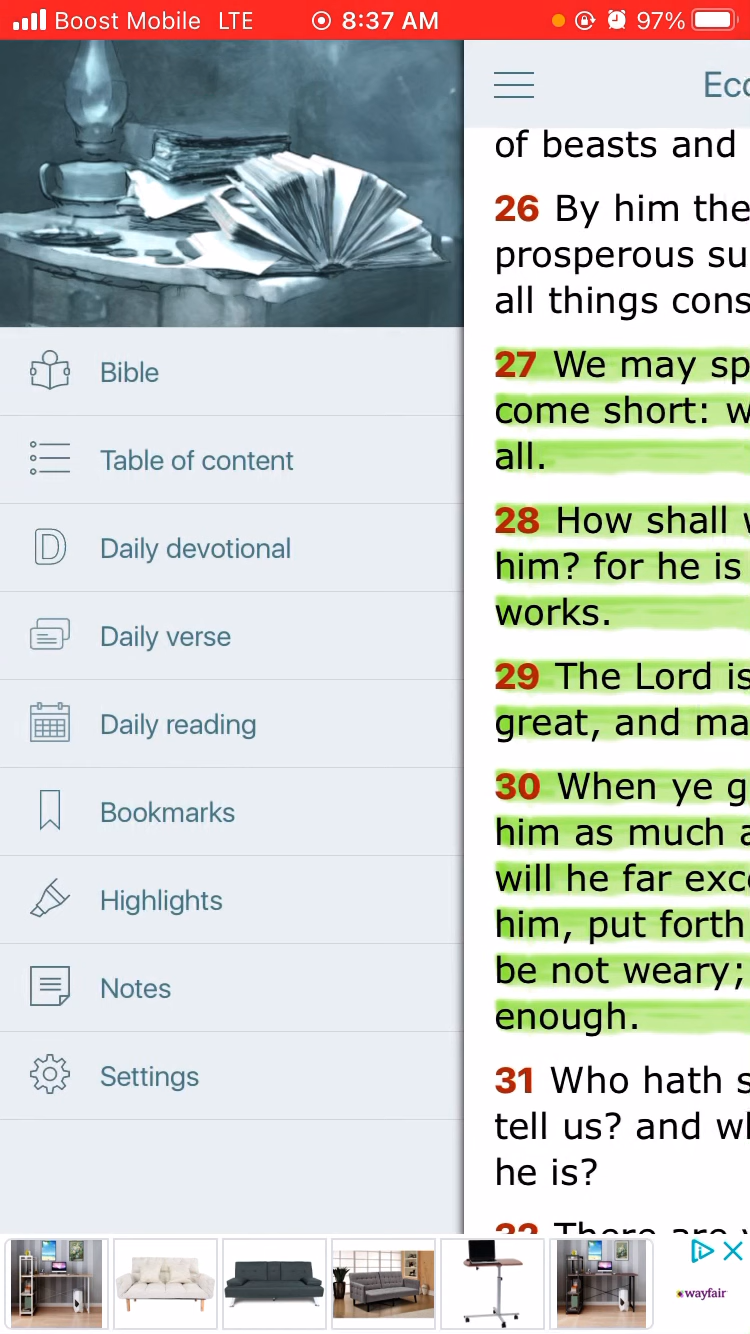 Boost Mobile LTE 8:37 AM 97%
Bible
Table of content
Daily devotional
Daily verse
Daily reading
Bookmarks
Highlights
Notes
Settings
of beasts and
26 By him the
prosperous su
all things cons
27 We may sp
come short: w
all.
28 How shall
him? for he is
works.
29 The Lord is
great, and ma
30 When ye g
him as much a
will he far exce
him, put forth
be not weary;
enough.
31 Who hath s
tell us? and wh
he is?
32 There are
wayfair